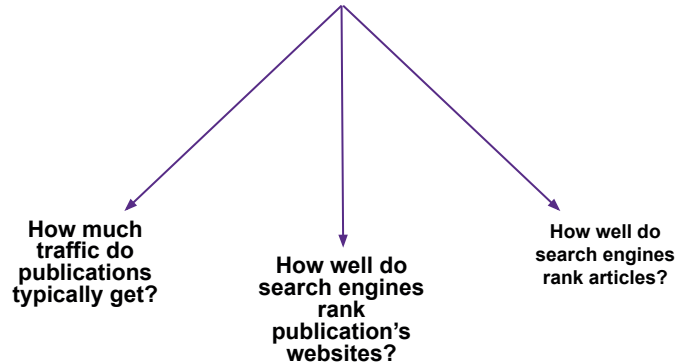 How much
traffic do
publications
typically get?
How well do
search engines
rank
publication’s
websites?
How well do
search engines
rank articles?